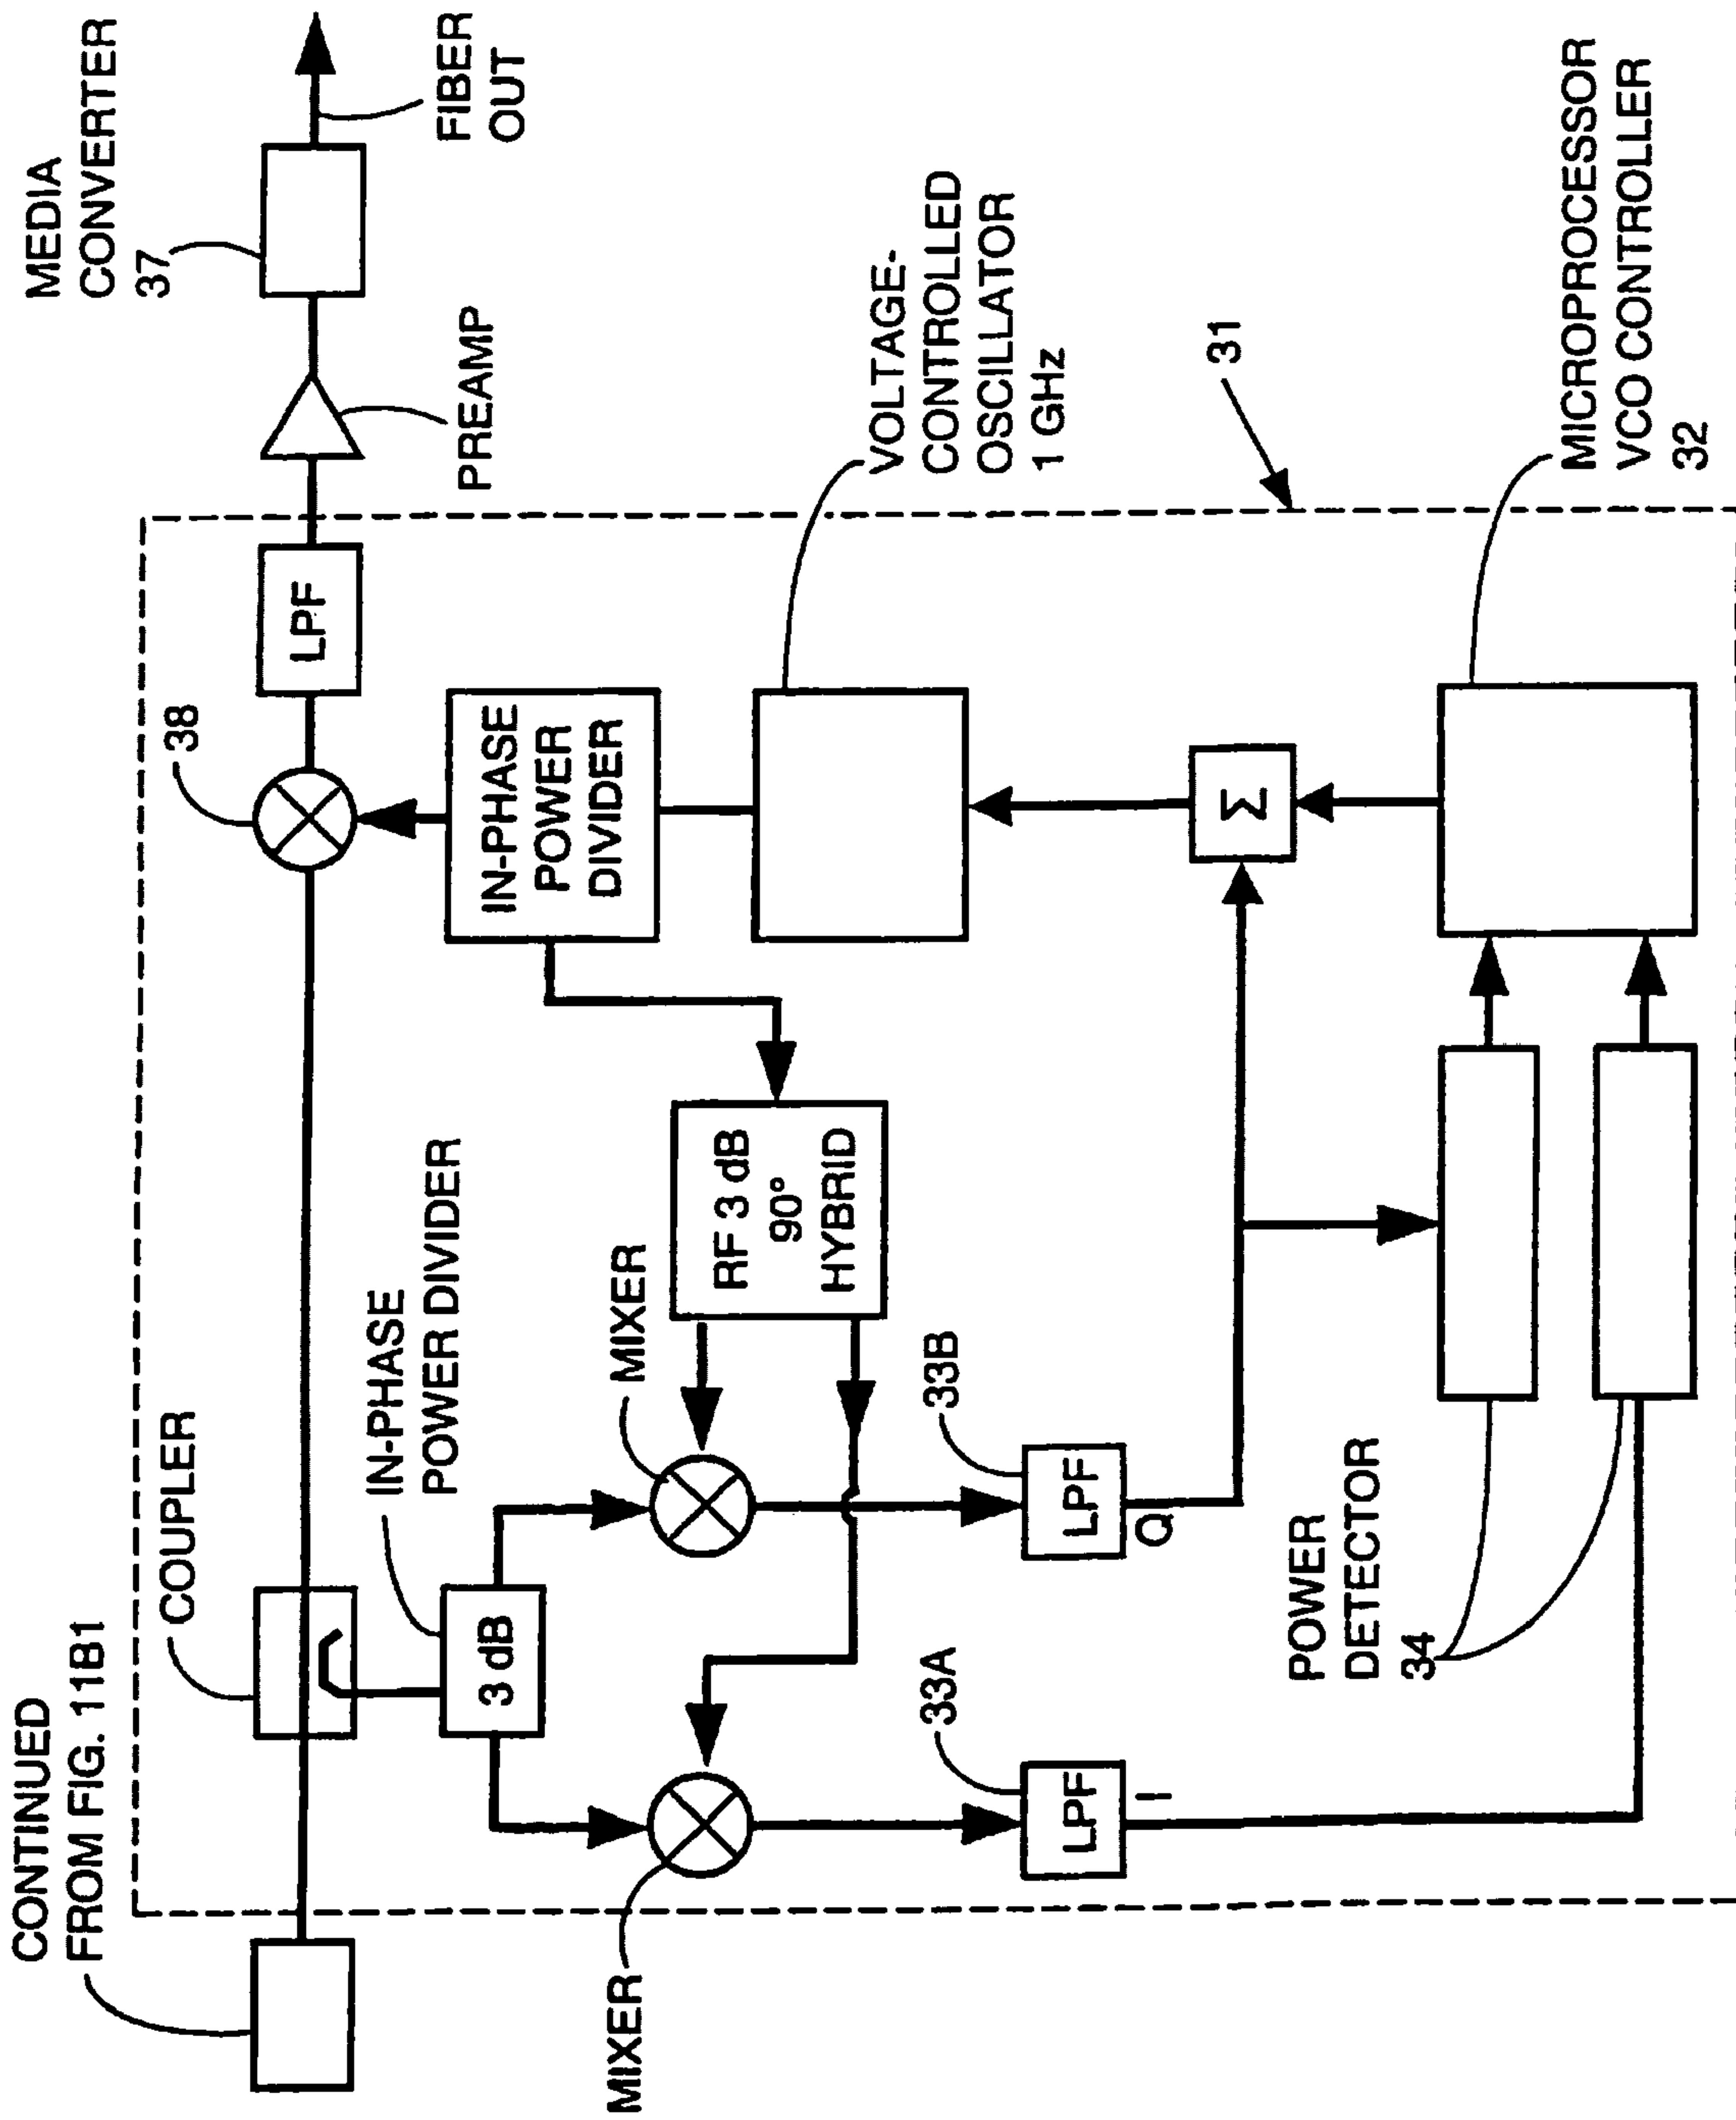 CONTINUED
FROM FIG. 11B1
COUPLER
38
LPF
MEDIA
CONVERTER
37
FIBER
OUT
PREAMP
IN-PHASE
POWER DIVIDER
3 dB
IN-PHASE
POWER
DIVIDER
MIXER
MIXER
RF 3 dB
90°
HYBRID
VOLTAGE-
CONTROLLED
OSCILLATOR
1 GHz
33A
LPF
I
33B
LPF
Q
Σ
31
POWER
DETECTOR
34
MICROPROCESSOR
VCO CONTROLLER
32